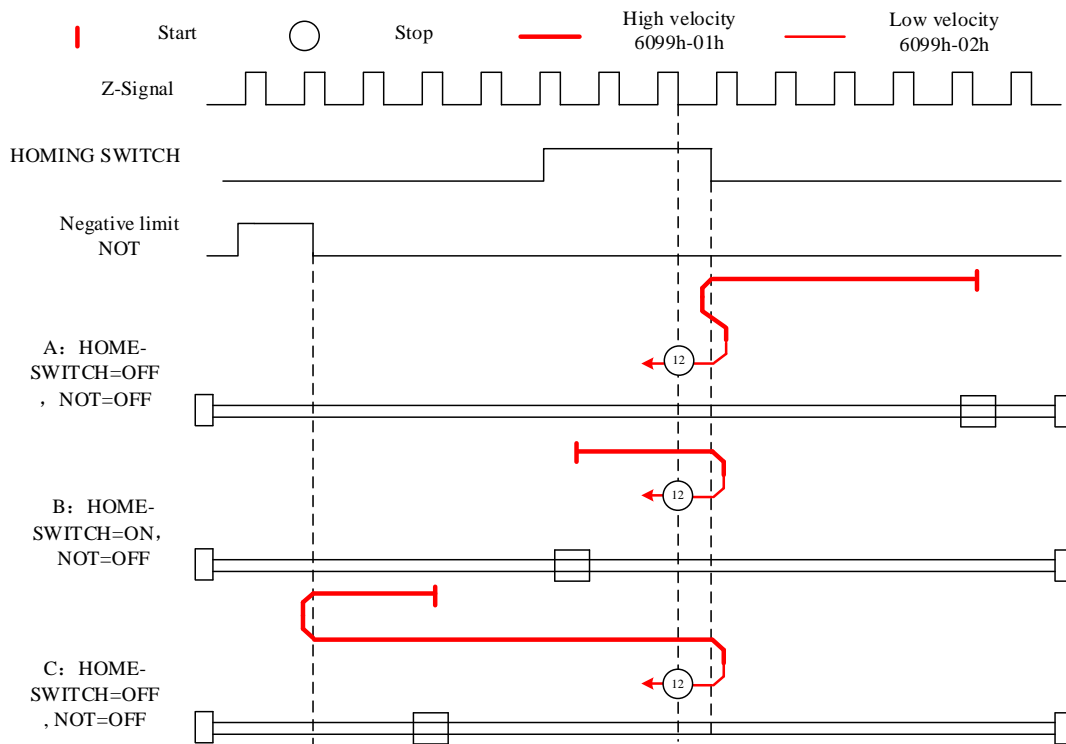 Start
Stop
High velocity
6099h-01h
Low velocity
6099h-02h
Z-Signal
HOMING SWITCH
Negative limit
NOT
A：HOME-
SWITCH=OFF
，NOT=OFF
12
B：HOME-
SWITCH=ON,
NOT=OFF
12
C：HOME-
SWITCH=OFF
, NOT=OFF
12